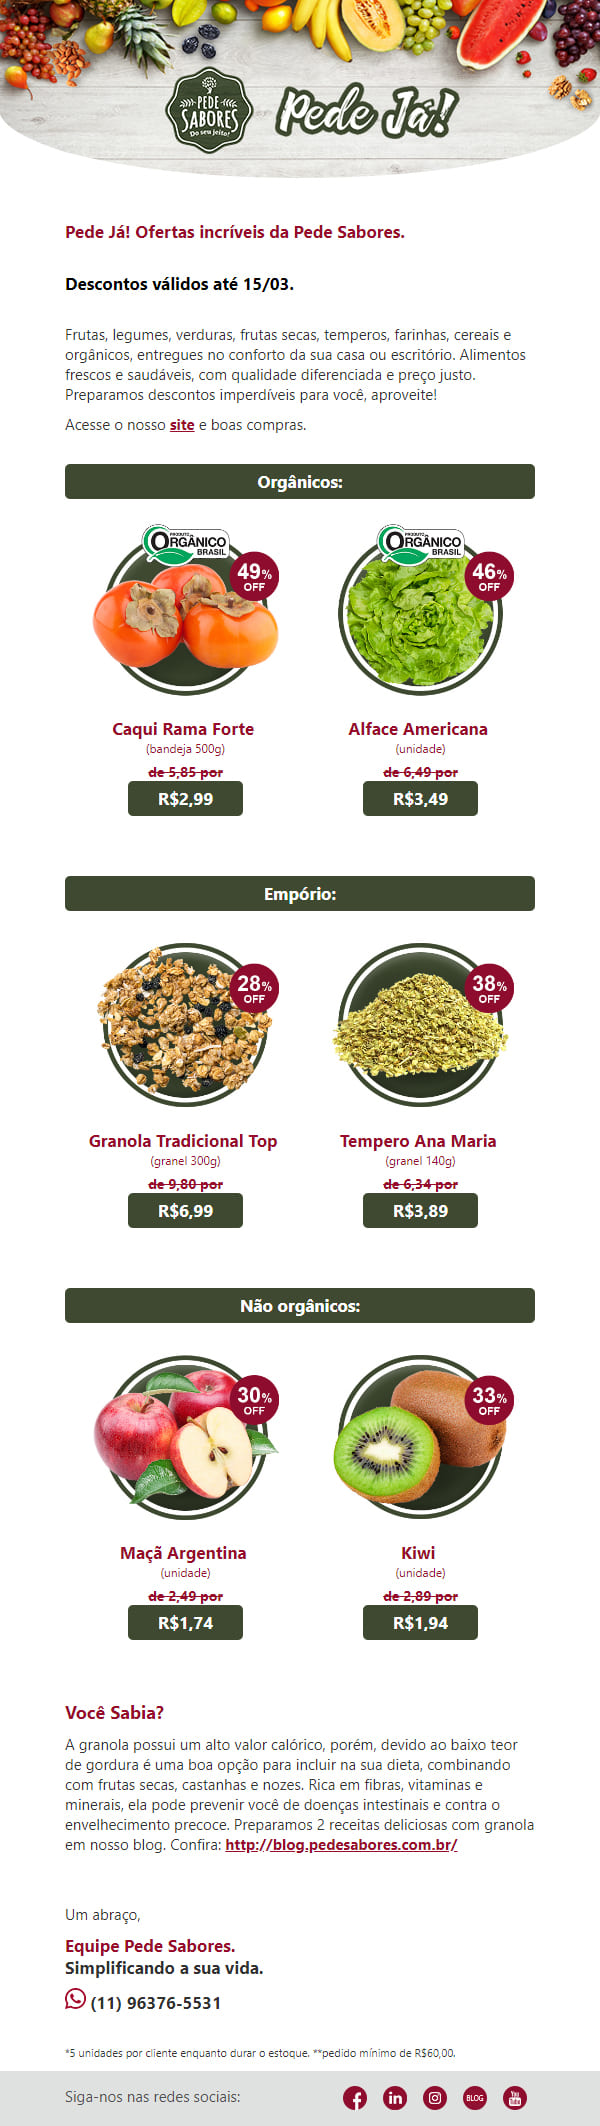 PEDE
SABORES
Do seu jeito!
Pede Já!
Pede Já! Ofertas incríveis da Pede Sabores.
Descontos válidos até 15/03.
Frutas, legumes, verduras, frutas secas, temperos, farinhas, cereais e
orgânicos, entregues no conforto da sua casa ou escritório. Alimentos
frescos e saudáveis, com qualidade diferenciada e preço justo.
Preparamos descontos imperdíveis para você, aproveite!
Acesse o nosso site e boas compras.
Orgânicos:
PRODUTO
ORGÂNICO
BRASIL
49%
OFF
PRODUTO
ORGÂNICO
BRASIL
46%
OFF
Caqui Rama Forte
(bandeja 500g)
de 5,85 por
R$2,99
Alface Americana
(unidade)
de 6,49 por
R$3,49
Empório:
28%
OFF
38%
OFF
Granola Tradicional Top
(granel 300g)
de 9,80 por
R$6,99
Tempero Ana Maria
(granel 140g)
de 6,34 por
R$3,89
Não orgânicos:
30%
OFF
33%
OFF
Maçã Argentina
(unidade)
de 2,49 por
R$1,74
Kiwi
(unidade)
de 2,89 por
R$1,94
Você Sabia?
A granola possui um alto valor calórico, porém, devido ao baixo teor
de gordura é uma boa opção para incluir na sua dieta, combinando
com frutas secas, castanhas e nozes. Rica em fibras, vitaminas e
minerais, ela pode prevenir você de doenças intestinais e contra o
envelhecimento precoce. Preparamos 2 receitas deliciosas com granola
em nosso blog. Confira: http://blog.pedesabores.com.br/
Um abraço,
Equipe Pede Sabores.
Simplificando a sua vida.
(11) 96376-5531
*5 unidades por cliente enquanto durar o estoque. **pedido mínimo de R$60,00.
Siga-nos nas redes sociais:
f
in
BLOG
You
Tube